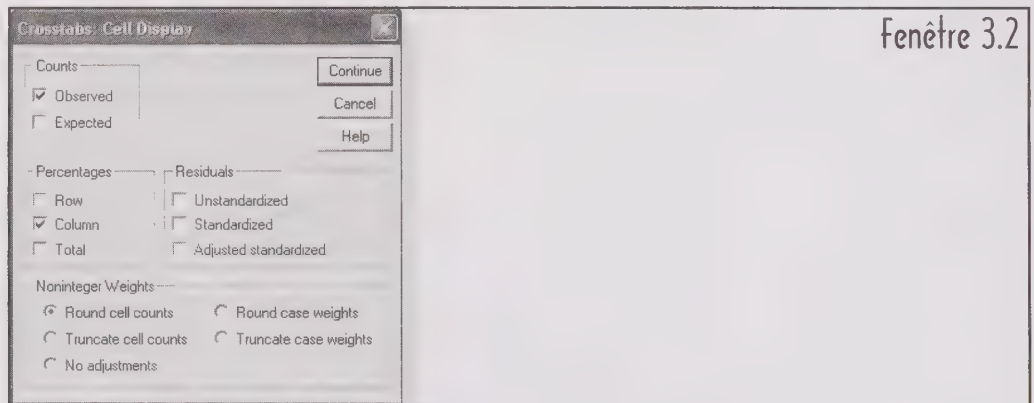 Crosstabs: Cell Display
Fenêtre 3.2
Counts
Continue
Observed
Cancel
Expected
Help
Percentages
Residuals
Row
Unstandardized
Column
Standardized
Total
Adjusted standardized
Noninteger Weights
Round cell counts
Round case weights
Truncate cell counts
Truncate case weights
No adjustments